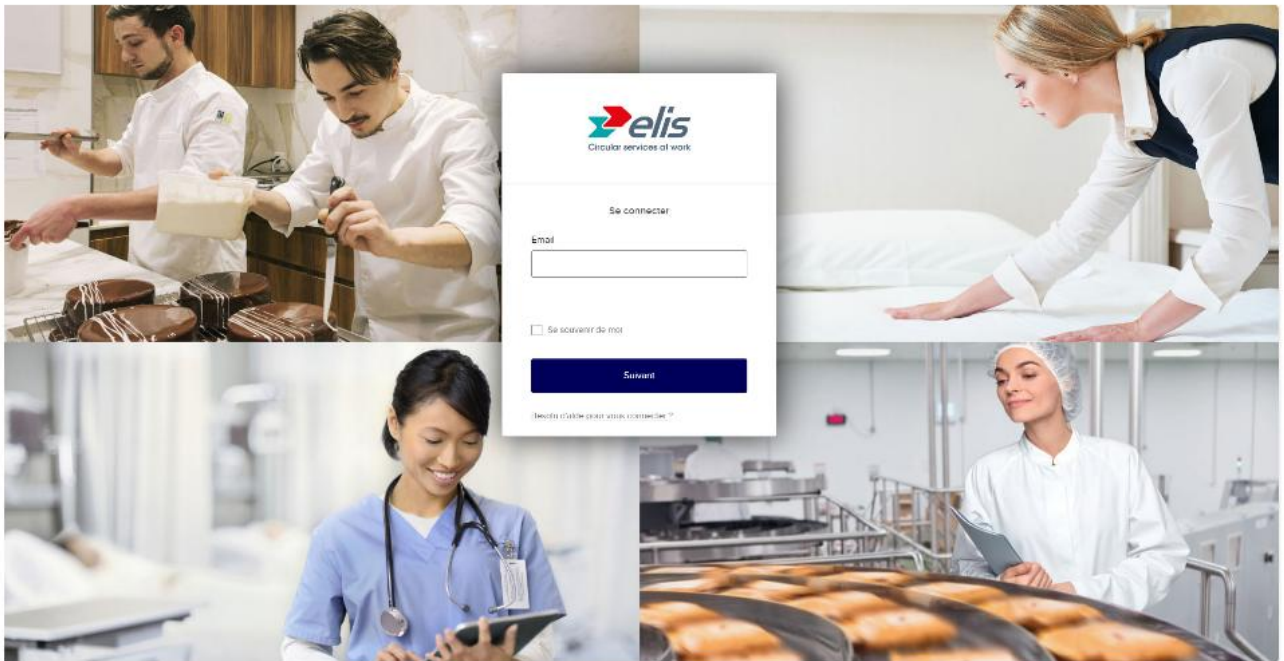 elis
Circular services at work
Se connecter
Email
Se souvenir de moi
Suivant
Besoin d'aide pour vous connecter ?